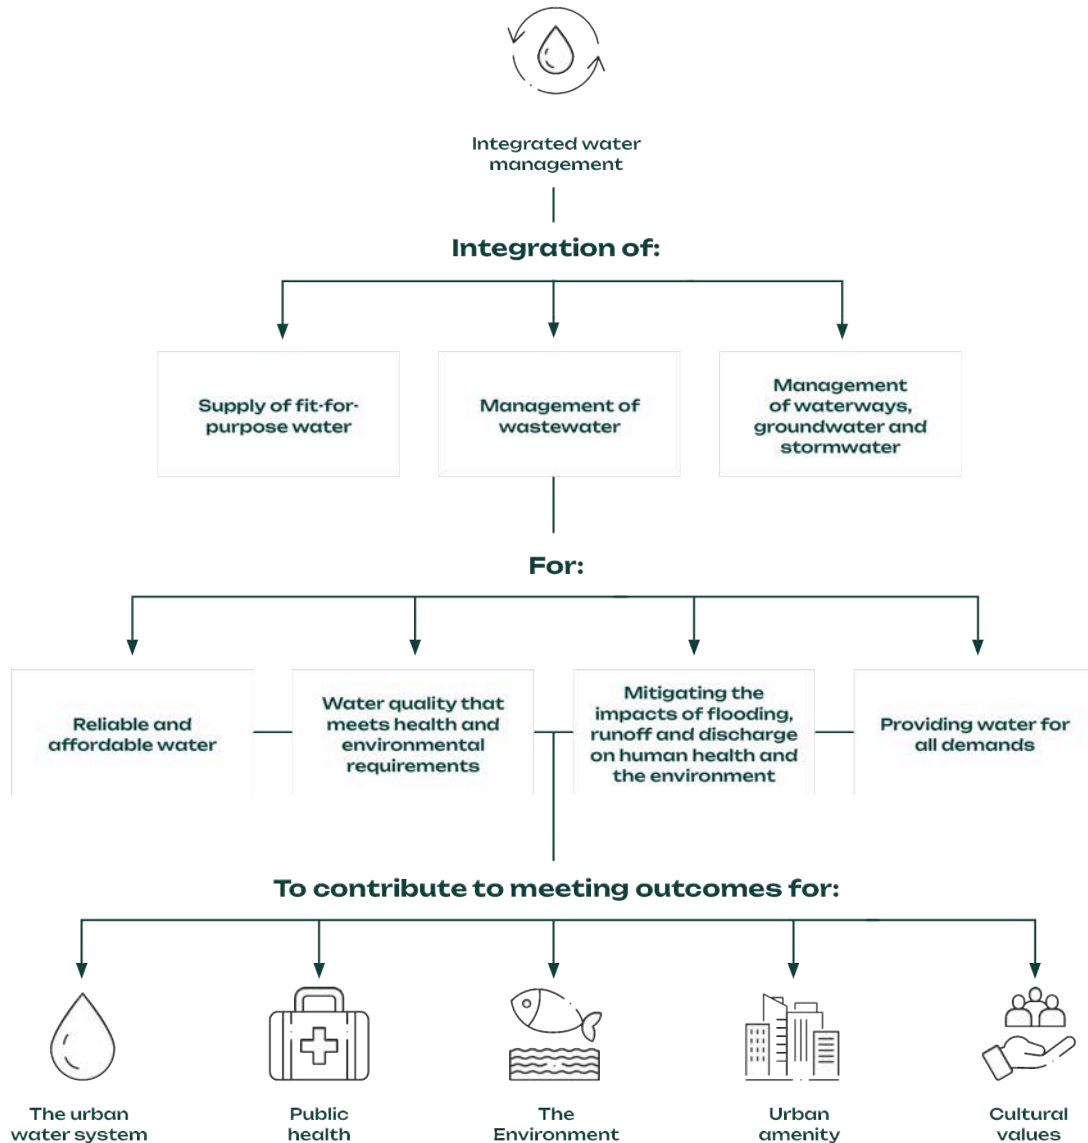 Integrated water
management
Integration of:
Supply of fit-for-
purpose water
Management of
wastewater
Management
of waterways,
groundwater and
stormwater
For:
Reliable and
affordable water
Water quality that
meets health and
environmental
requirements
Mitigating the
impacts of flooding,
runoff and discharge
on human health and
the environment
Providing water for
all demands
To contribute to meeting outcomes for:
The urban
water system
Public
health
The
Environment
Urban
amenity
Cultural
values